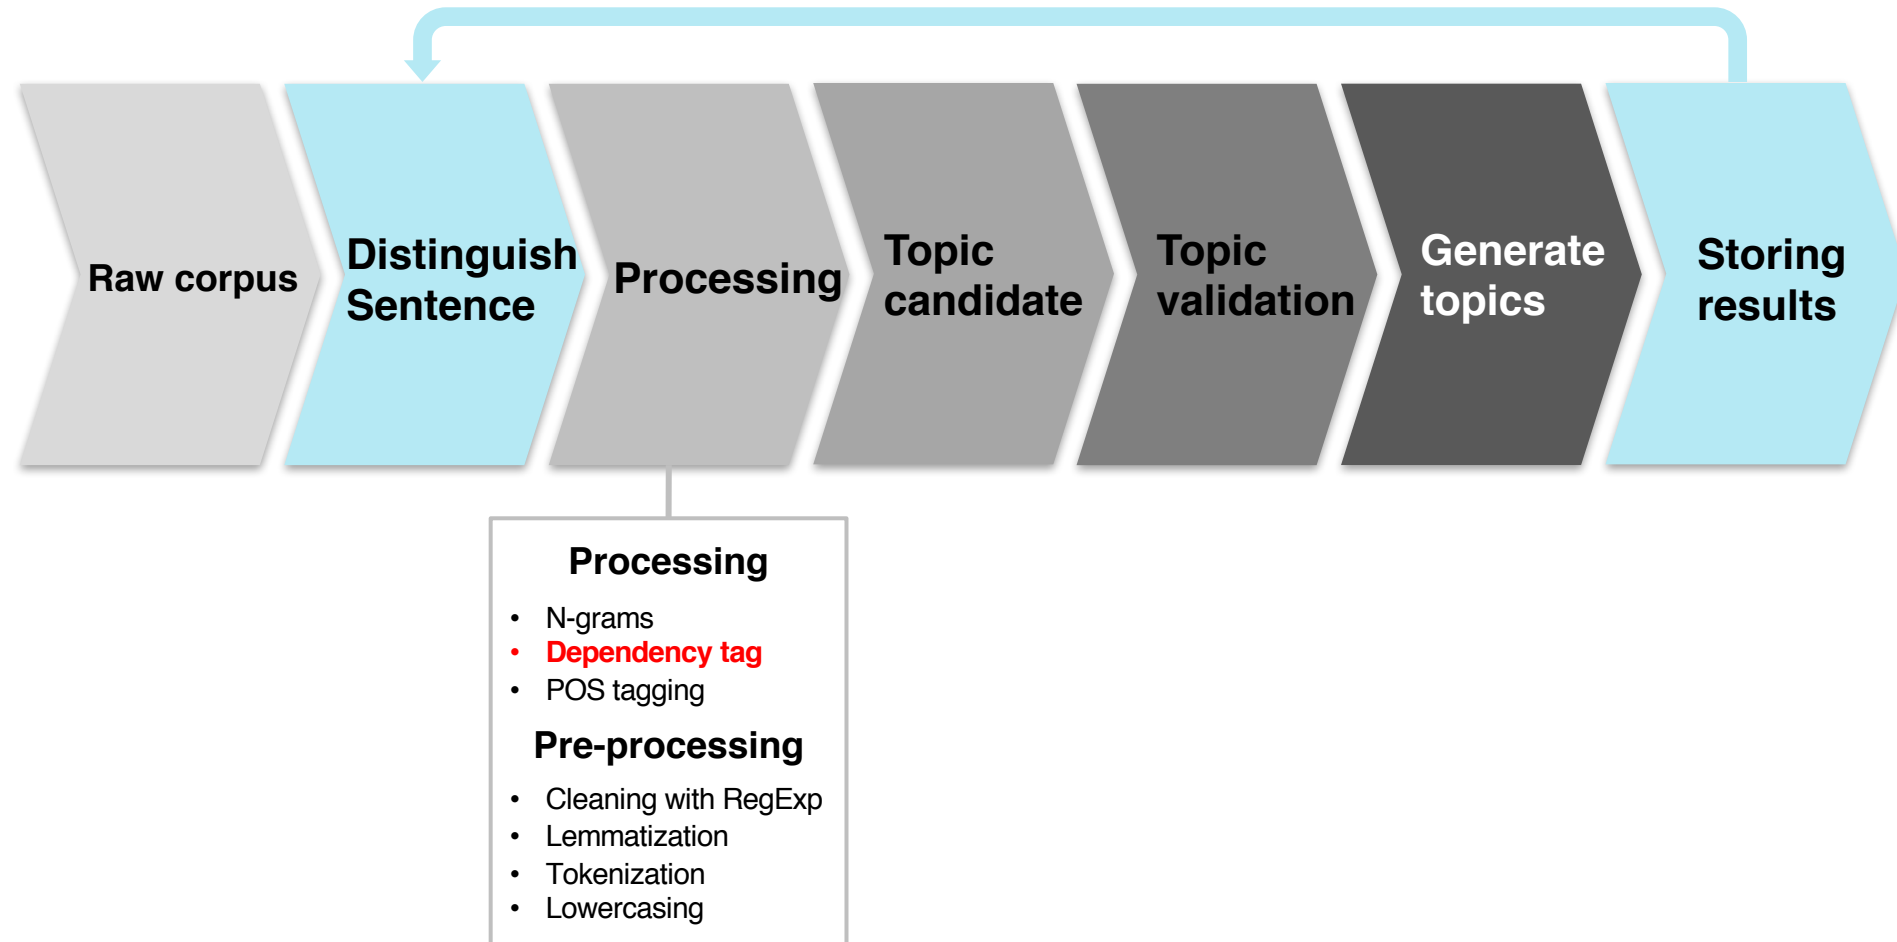 Raw corpus
Distinguish
Sentence
Processing
Topic
candidate
Topic
validation
Generate
topics
Storing
results
Processing
• N-grams
• Dependency tag
• POS tagging
Pre-processing
• Cleaning with RegExp
• Lemmatization
• Tokenization
• Lowercasing